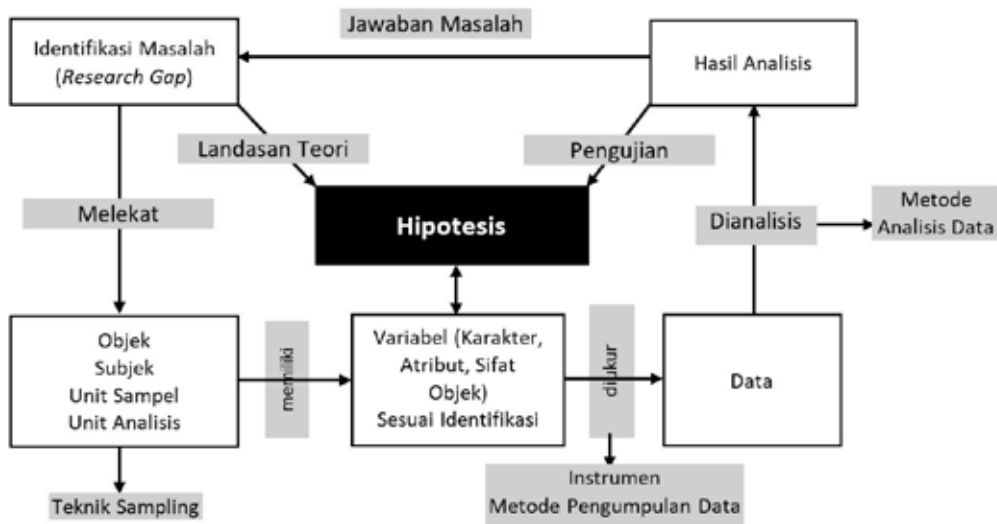 Jawaban Masalah
Identifikasi Masalah
(Research Gap)
Hasil Analisis
Landasan Teori
Pengujian
Melekat
Hipotesis
Dianalisis
Metode
Analisis Data
Objek
Subjek
Unit Sampel
Unit Analisis
memiliki
Variabel (Karakter,
Atribut, Sifat
Objek)
Sesuai Identifikasi
diukur
Data
Teknik Sampling
Instrumen
Metode Pengumpulan Data